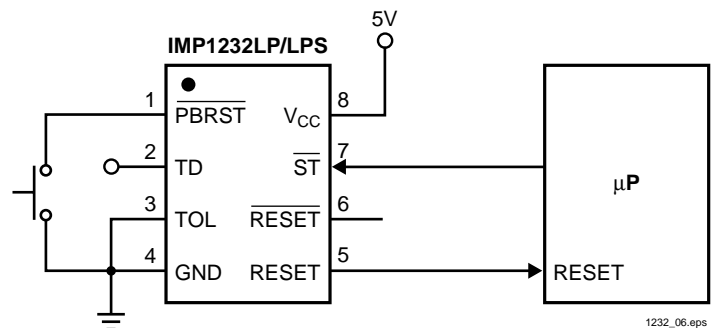 5V
IMP1232LP/LPS
1 PBRST VCC 8
2 TD ST 7
μP
3 TOL RESET 6
4 GND RESET 5
RESET
1232_06.eps